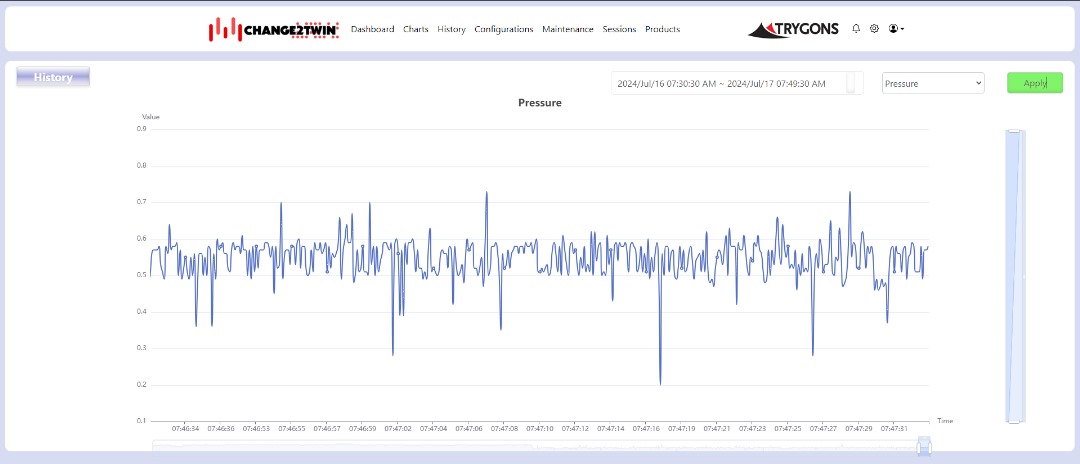 CHANGE2TWIN Dashboard Charts History Configurations Maintenance Sessions Products TRYGONS
History
2024/Jul/16 07:30:30 AM ~ 2024/Jul/17 07:49:30 AM Pressure Apply
Pressure
Value
0.9
0.8
0.7
0.6
0.5
0.4
0.3
0.2
0.1
07:46:34 07:46:36 07:46:53 07:46:55 07:46:57 07:46:59 07:47:02 07:47:04 07:47:06 07:47:08 07:47:10 07:47:12 07:47:14 07:47:16 07:47:19 07:47:21 07:47:23 07:47:25 07:47:27 07:47:29 07:47:31
Time